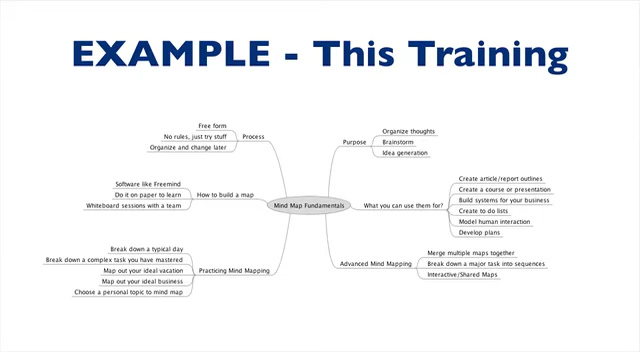 EXAMPLE - This Training
Free form
No rules, just try stuff
Organize and change later
Process
Software like Freemind
Do it on paper to learn
Whiteboard sessions with a team
How to build a map
Break down a typical day
Break down a complex task you have mastered
Map out your ideal vacation
Map out your ideal business
Choose a personal topic to mind map
Practicing Mind Mapping
Mind Map Fundamentals
Purpose
Organize thoughts
Brainstorm
Idea generation
What you can use them for?
Create article/report outlines
Create a course or presentation
Build systems for your business
Create to do lists
Model human interaction
Develop plans
Advanced Mind Mapping
Merge multiple maps together
Break down a major task into sequences
Interactive/Shared Maps